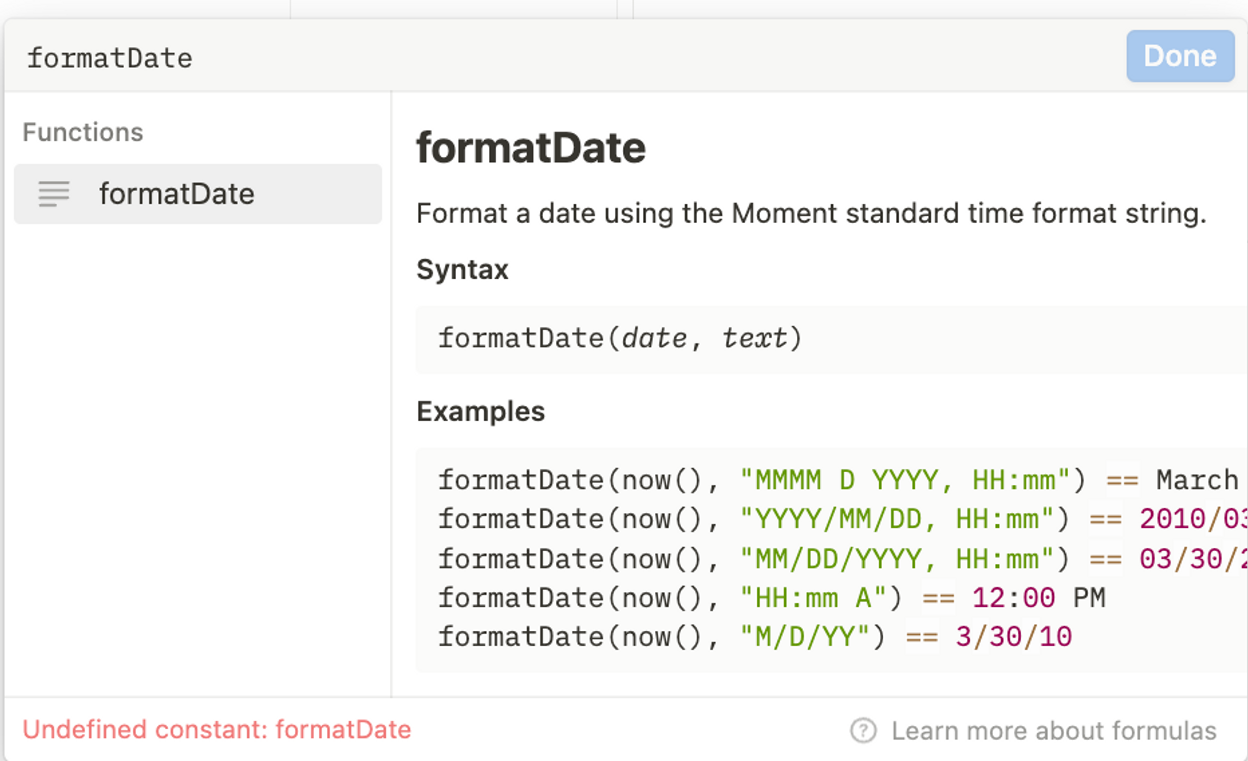 formatDate
Done
Functions
formatDate
formatDate
Format a date using the Moment standard time format string.
Syntax
formatDate(date, text)
Examples
formatDate(now(), "MMMM D YYYY, HH:mm") == March
formatDate(now(), "YYYY/MM/DD, HH:mm") == 2010/03
formatDate(now(), "MM/DD/YYYY, HH:mm") == 03/30/2
formatDate(now(), "HH:mm A") == 12:00 PM
formatDate(now(), "M/D/YY") == 3/30/10
Undefined constant: formatDate
? Learn more about formulas